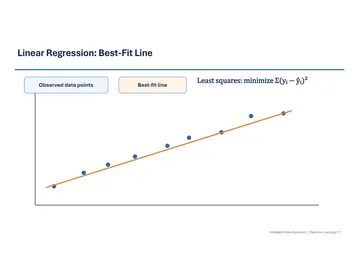 Linear Regression: Best-Fit Line
Observed data points
Best-fit line
Least squares: minimize Σ(yᵢ − ŷᵢ)²